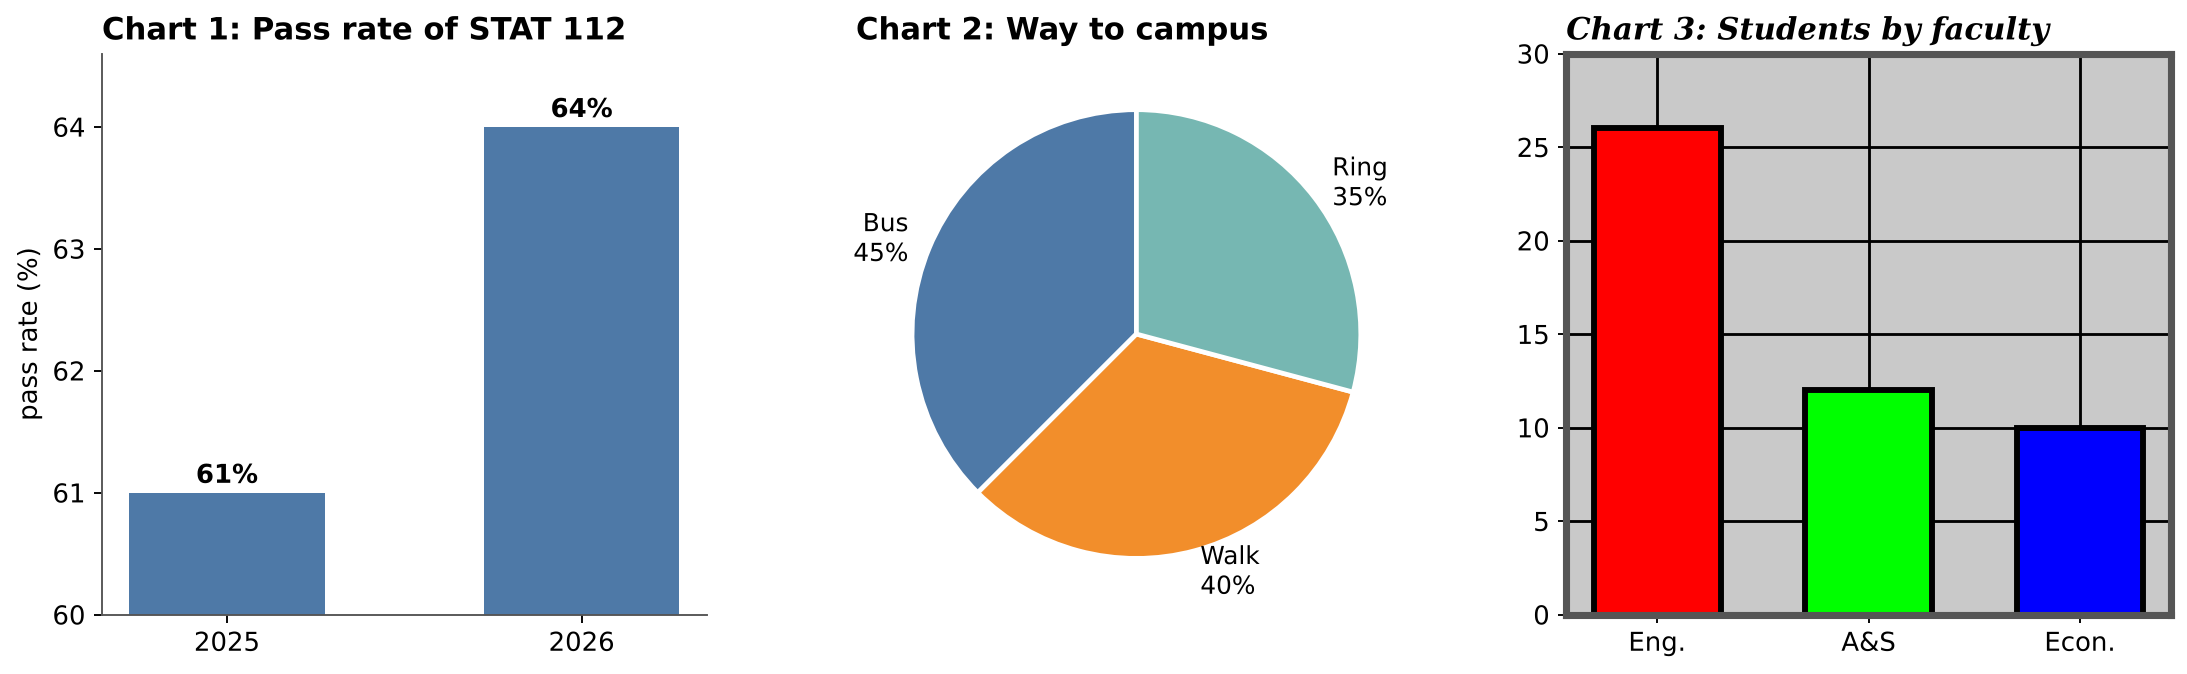 Chart 1: Pass rate of STAT 112
pass rate (%)
64
63
62
61
60
61%
64%
2025
2026
Chart 2: Way to campus
Ring
35%
Bus
45%
Walk
40%
Chart 3: Students by faculty
30
25
20
15
10
5
0
Eng.
A&S
Econ.